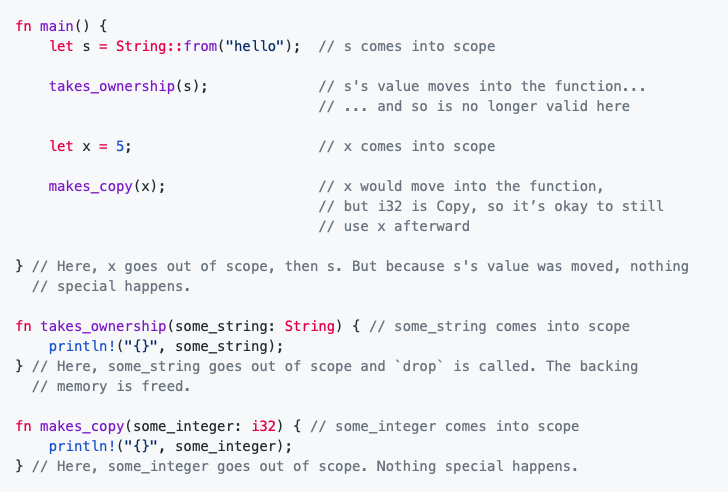 fn main() {
    let s = String::from("hello");  // s comes into scope

    takes_ownership(s);             // s's value moves into the function...
                                    // ... and so is no longer valid here

    let x = 5;                      // x comes into scope

    makes_copy(x);                  // x would move into the function,
                                    // but i32 is Copy, so it’s okay to still
                                    // use x afterward

} // Here, x goes out of scope, then s. But because s's value was moved, nothing
  // special happens.

fn takes_ownership(some_string: String) { // some_string comes into scope
    println!("{}", some_string);
} // Here, some_string goes out of scope and `drop` is called. The backing
  // memory is freed.

fn makes_copy(some_integer: i32) { // some_integer comes into scope
    println!("{}", some_integer);
} // Here, some_integer goes out of scope. Nothing special happens.